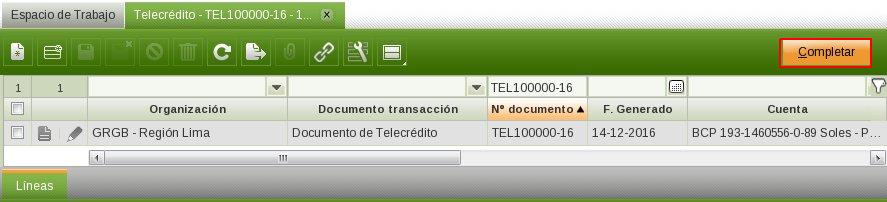 Espacio de Trabajo Telecrédito - TEL100000-16 - 1... x
Completar
1 1 TEL100000-16
Organización Documento transacción Nº documento F. Generado Cuenta
GRGB - Región Lima Documento de Telecrédito TEL100000-16 14-12-2016 BCP 193-1460556-0-89 Soles - P...
Líneas